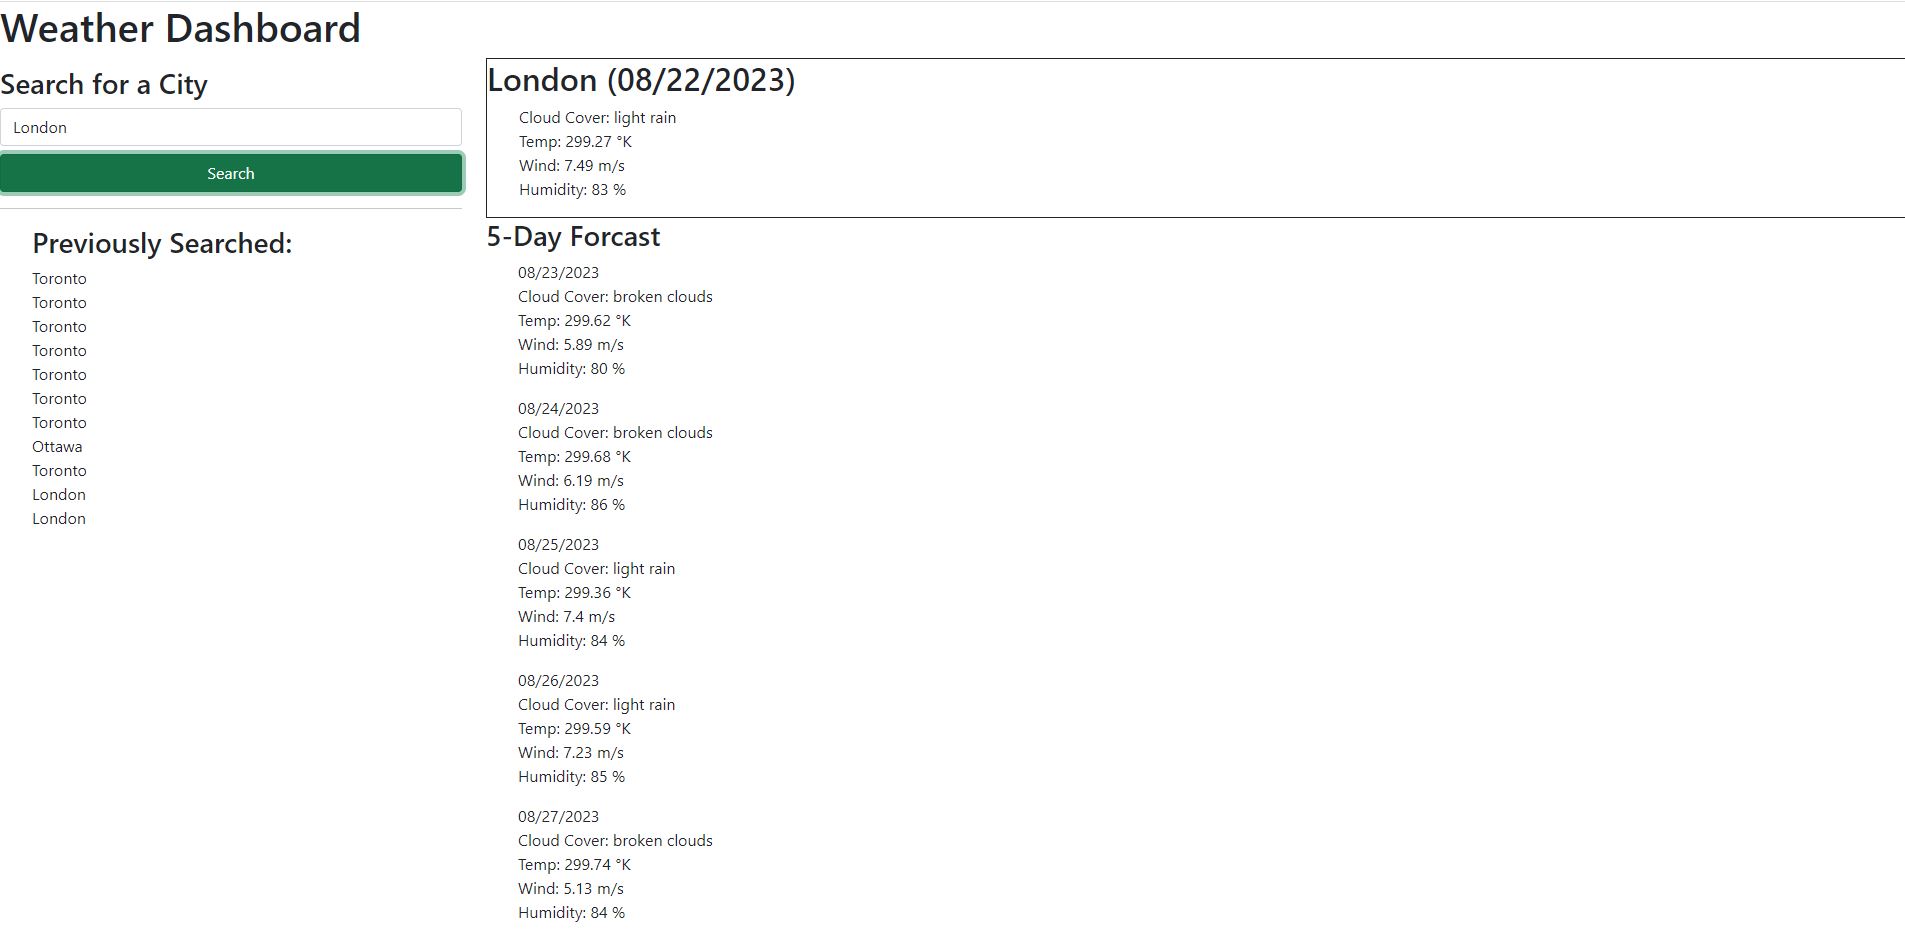 Weather Dashboard
Search for a City
London
Search
Previously Searched:
Toronto
Toronto
Toronto
Toronto
Toronto
Toronto
Toronto
Ottawa
Toronto
London
London
London (08/22/2023)
Cloud Cover: light rain
Temp: 299.27 °K
Wind: 7.49 m/s
Humidity: 83 %
5-Day Forcast
08/23/2023
Cloud Cover: broken clouds
Temp: 299.62 °K
Wind: 5.89 m/s
Humidity: 80 %
08/24/2023
Cloud Cover: broken clouds
Temp: 299.68 °K
Wind: 6.19 m/s
Humidity: 86 %
08/25/2023
Cloud Cover: light rain
Temp: 299.36 °K
Wind: 7.4 m/s
Humidity: 84 %
08/26/2023
Cloud Cover: light rain
Temp: 299.59 °K
Wind: 7.23 m/s
Humidity: 85 %
08/27/2023
Cloud Cover: broken clouds
Temp: 299.74 °K
Wind: 5.13 m/s
Humidity: 84 %